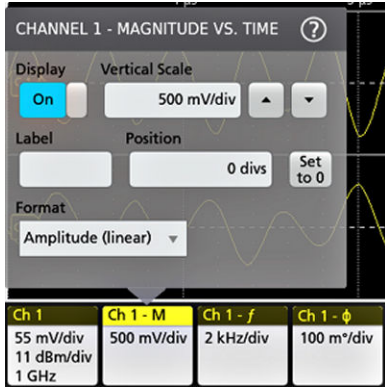 CHANNEL 1 - MAGNITUDE VS. TIME ?
Display Vertical Scale
On 500 mV/div
Label Position
0 divs Set
to 0
Format
Amplitude (linear)
Ch 1 Ch 1 - M Ch 1 - f Ch 1 - ϕ
55 mV/div 500 mV/div 2 kHz/div 100 m°/div
11 dBm/div
1 GHz